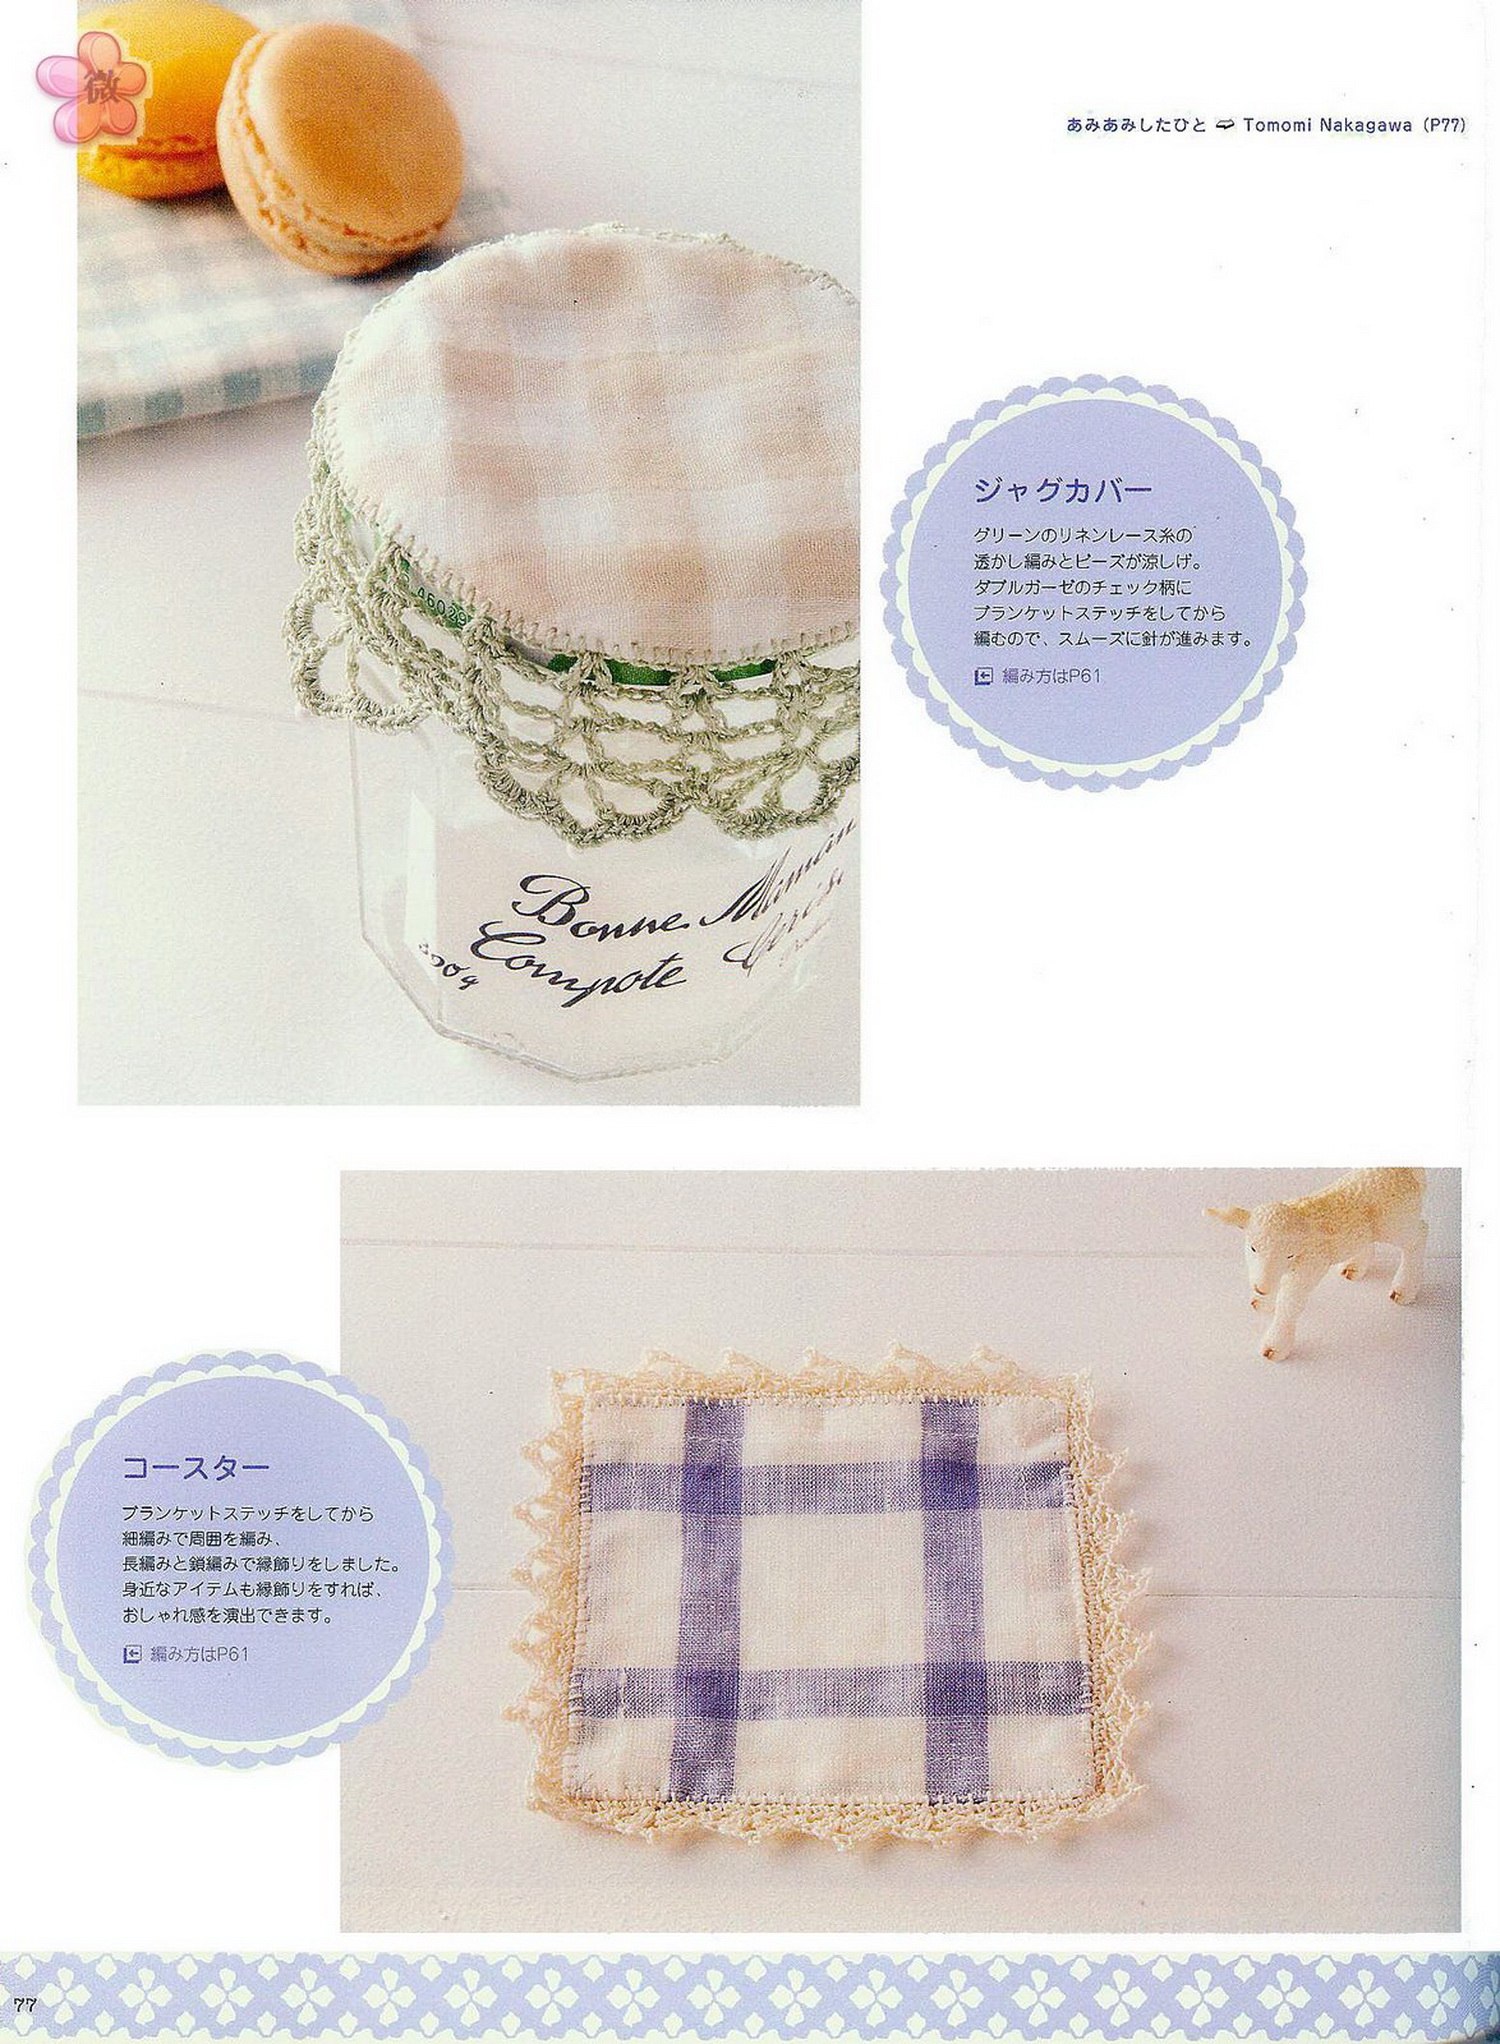 微
あみあみしたひと ➫ Tomomi Nakagawa (P77)
ジャグカバー
グリーンのリネンレース糸の
透かし編みとビーズが涼しげ。
ダブルガーゼのチェック柄に
ブランケットステッチをしてから
編むので、スムーズに針が進みます。
編み方はP61
46029
Bonne Maman
Compote
コースター
ブランケットステッチをしてから
細編みで周囲を編み、
長編みと鎖編みで縁飾りをしました。
身近なアイテムも縁飾りをすれば、
おしゃれ感を演出できます。
編み方はP61
77